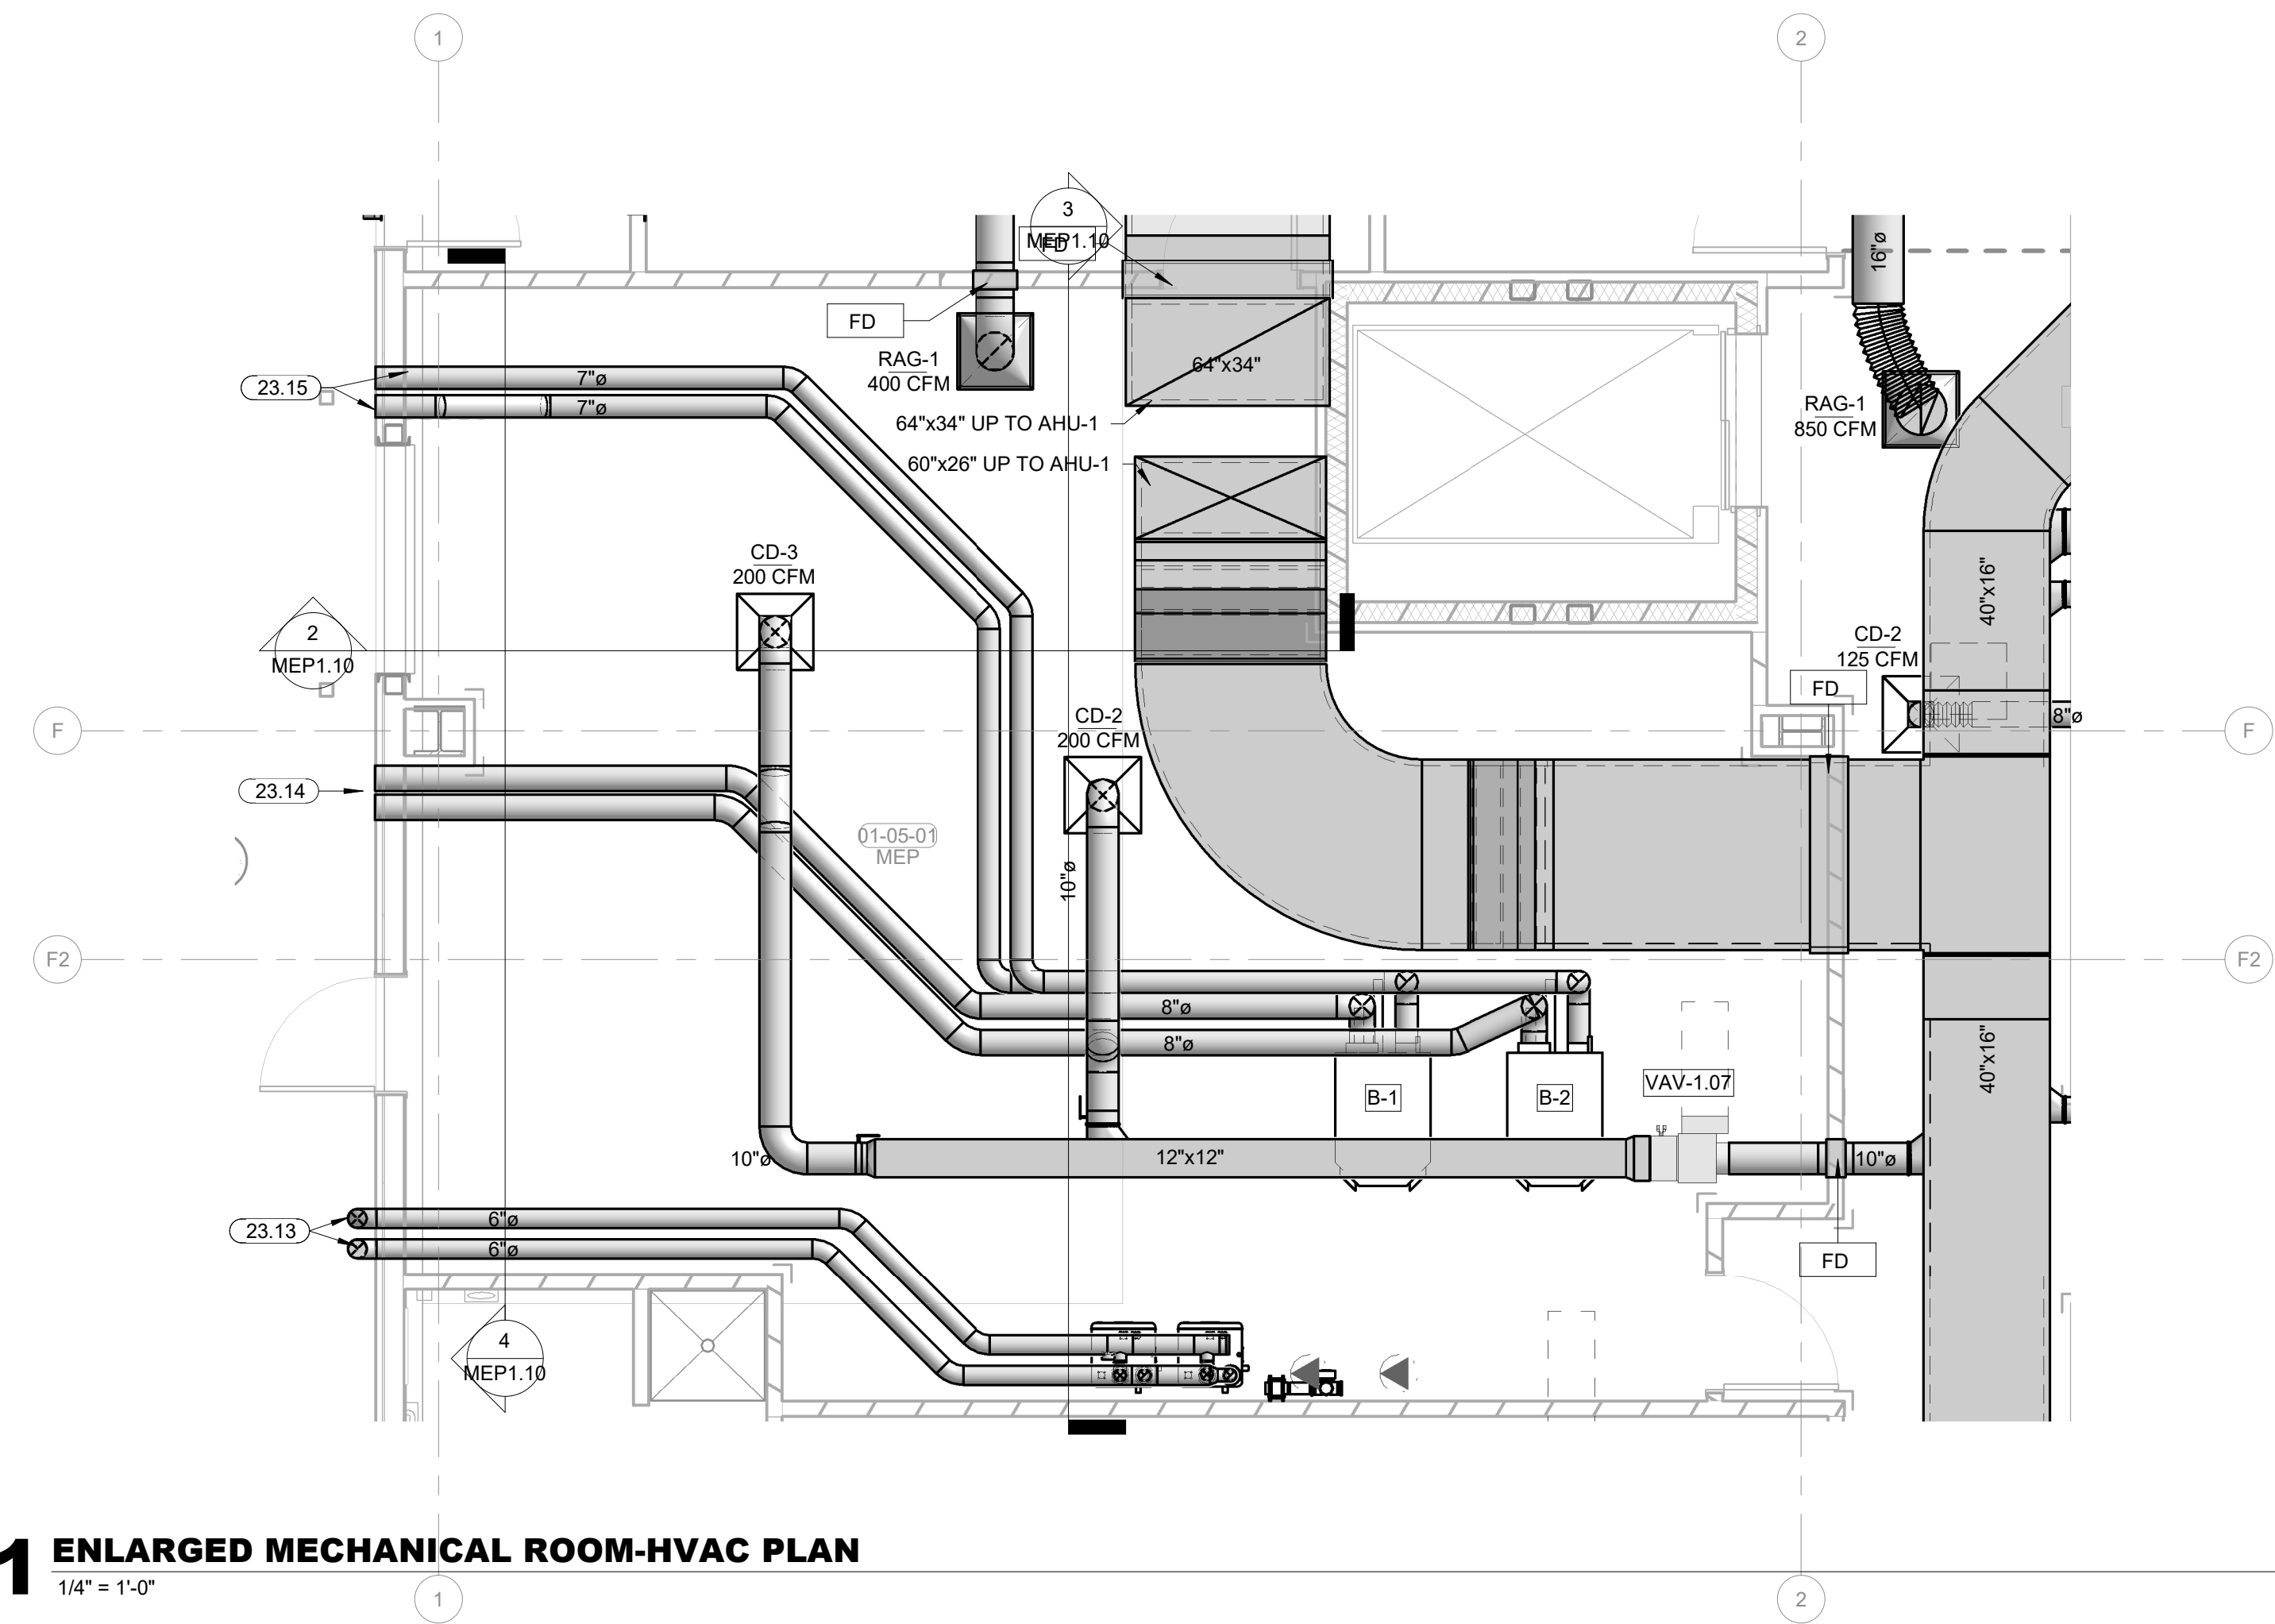 1
2
3
MEP1.10
FD
16"ø
FD
RAG-1
400 CFM
64"x34"
23.15
7"ø
7"ø
64"x34" UP TO AHU-1
60"x26" UP TO AHU-1
RAG-1
850 CFM
CD-3
200 CFM
40"x16"
2
MEP1.10
CD-2
125 CFM
FD
F
CD-2
200 CFM
8"ø
F
23.14
01-05-01
MEP
10"ø
F2
F2
8"ø
8"ø
40"x16"
B-1
B-2
VAV-1.07
10"ø
12"x12"
10"ø
23.13
6"ø
6"ø
FD
4
MEP1.10
1 ENLARGED MECHANICAL ROOM-HVAC PLAN
1/4" = 1'-0"
1
2